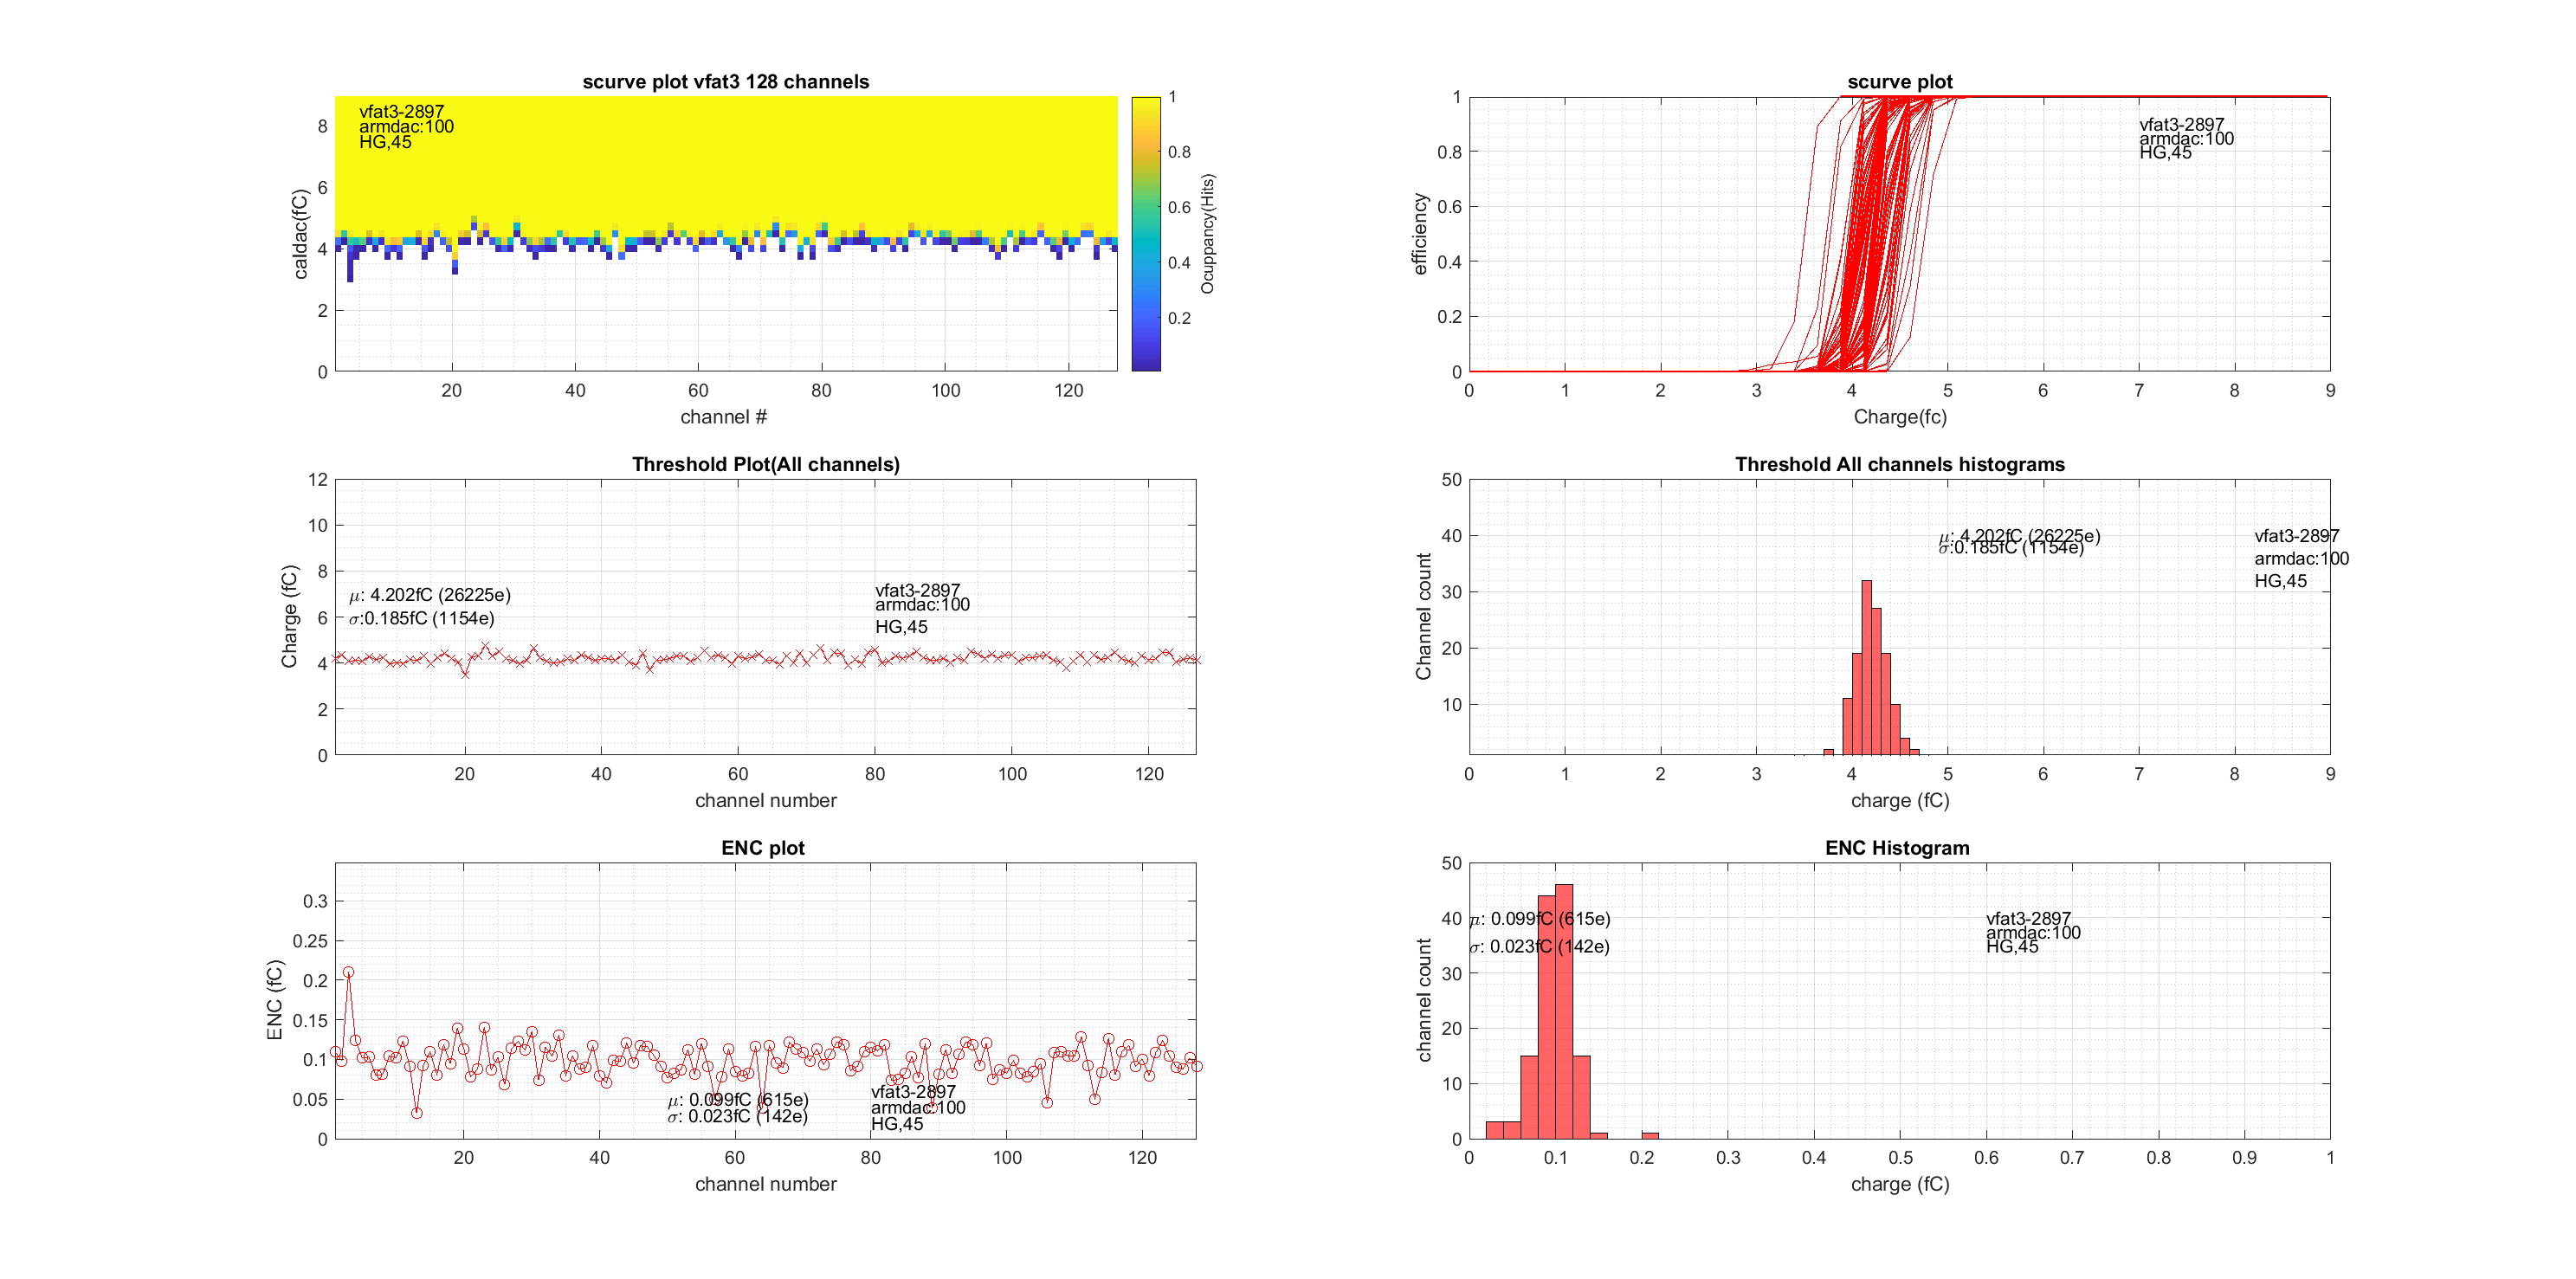 scurve plot vfat3 128 channels
vfat3-2897
armdac:100
HG,45
caldac(fC)
8
6
4
2
0
20
40
60
80
100
120
channel #
1
0.8
0.6
0.4
0.2
Ocuppancy(Hits)
scurve plot
vfat3-2897
armdac:100
HG,45
efficiency
1
0.8
0.6
0.4
0.2
0
0
1
2
3
4
5
6
7
8
9
Charge(fc)
Threshold Plot(All channels)
μ: 4.202fC (26225e)
σ:0.185fC (1154e)
vfat3-2897
armdac:100
HG,45
Charge (fC)
12
10
8
6
4
2
0
20
40
60
80
100
120
channel number
Threshold All channels histograms
μ: 4.202fC (26225e)
σ:0.185fC (1154e)
vfat3-2897
armdac:100
HG,45
Channel count
50
40
30
20
10
0
1
2
3
4
5
6
7
8
9
charge (fC)
ENC plot
ENC (fC)
0.3
0.25
0.2
0.15
0.1
0.05
0
μ: 0.099fC (615e)
σ: 0.023fC (142e)
vfat3-2897
armdac:100
HG,45
20
40
60
80
100
120
channel number
ENC Histogram
μ: 0.099fC (615e)
σ: 0.023fC (142e)
vfat3-2897
armdac:100
HG,45
channel count
50
40
30
20
10
0
0
0.1
0.2
0.3
0.4
0.5
0.6
0.7
0.8
0.9
1
charge (fC)